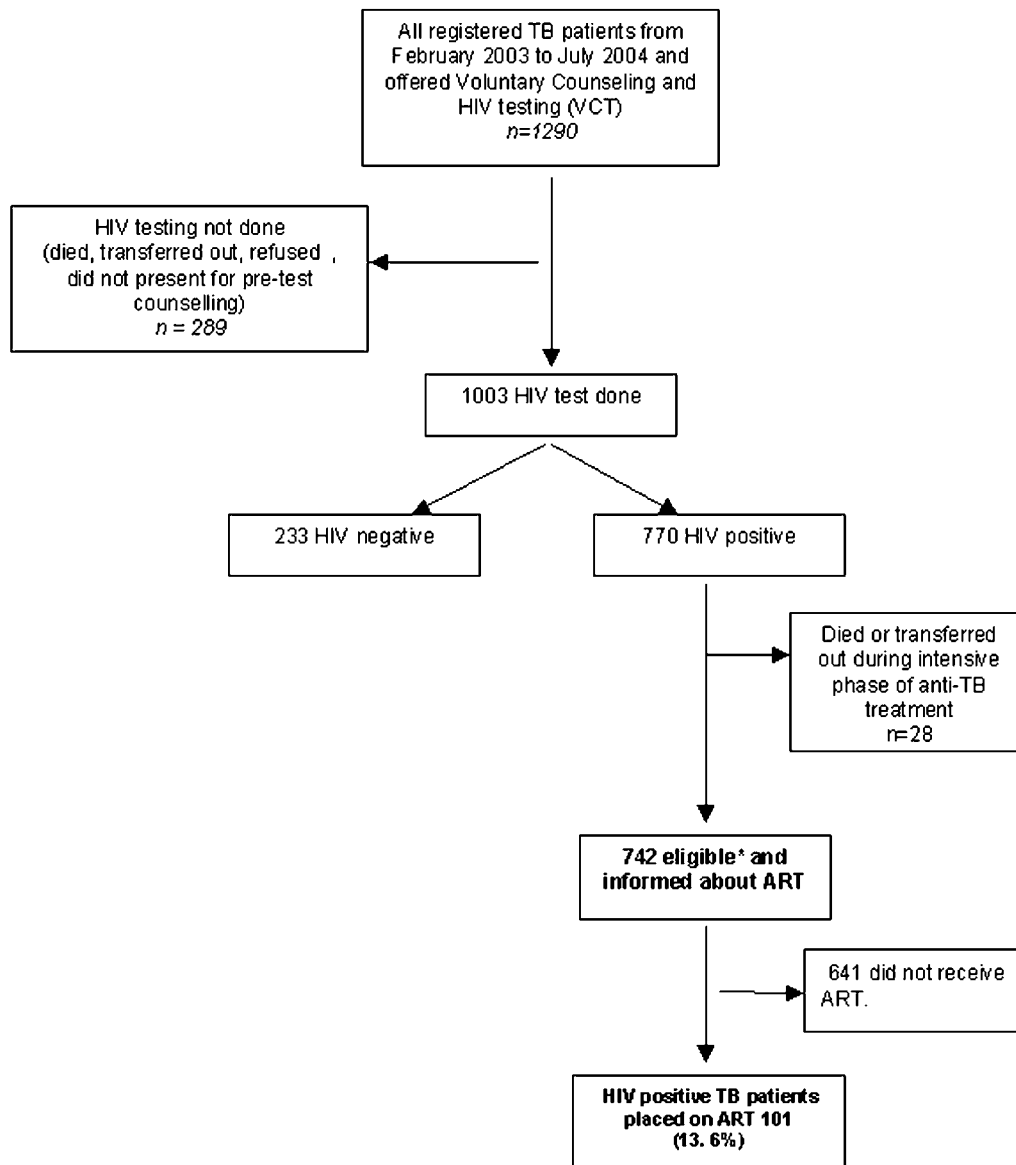 All registered TB patients from
February 2003 to July 2004 and
offered Voluntary Counseling and
HIV testing (VCT)
n=1290
HIV testing not done
(died, transferred out, refused ,
did not present for pre-test
counselling)
n = 289
1003 HIV test done
233 HIV negative
770 HIV positive
Died or transferred
out during intensive
phase of anti-TB
treatment
n=28
742 eligible* and
informed about ART
641 did not receive
ART.
HIV positive TB patients
placed on ART 101
(13. 6%)